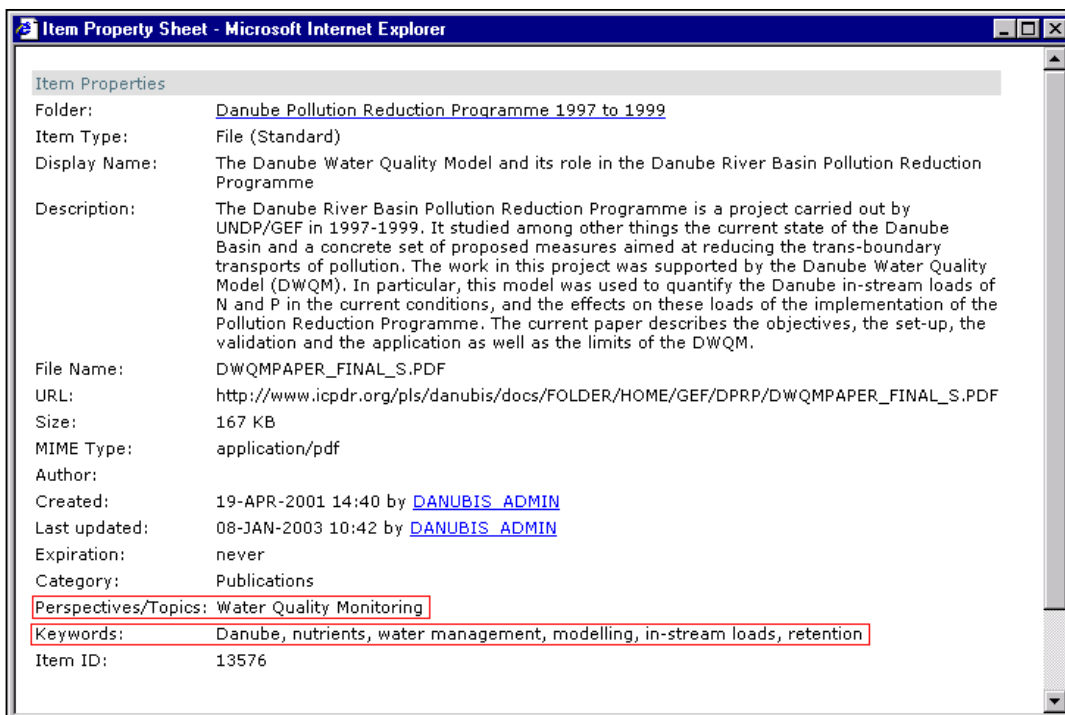 Item Property Sheet - Microsoft Internet Explorer
Item Properties
Folder: Danube Pollution Reduction Programme 1997 to 1999
Item Type: File (Standard)
Display Name: The Danube Water Quality Model and its role in the Danube River Basin Pollution Reduction
Programme
Description: The Danube River Basin Pollution Reduction Programme is a project carried out by
UNDP/GEF in 1997-1999. It studied among other things the current state of the Danube
Basin and a concrete set of proposed measures aimed at reducing the trans-boundary
transports of pollution. The work in this project was supported by the Danube Water Quality
Model (DWQM). In particular, this model was used to quantify the Danube in-stream loads of
N and P in the current conditions, and the effects on these loads of the implementation of the
Pollution Reduction Programme. The current paper describes the objectives, the set-up, the
validation and the application as well as the limits of the DWQM.
File Name: DWQMPAPER_FINAL_S.PDF
URL: http://www.icpdr.org/pls/danubis/docs/FOLDER/HOME/GEF/DPRP/DWQMPAPER_FINAL_S.PDF
Size: 167 KB
MIME Type: application/pdf
Author:
Created: 19-APR-2001 14:40 by DANUBIS_ADMIN
Last updated: 08-JAN-2003 10:42 by DANUBIS_ADMIN
Expiration: never
Category: Publications
Perspectives/Topics: Water Quality Monitoring
Keywords: Danube, nutrients, water management, modelling, in-stream loads, retention
Item ID: 13576